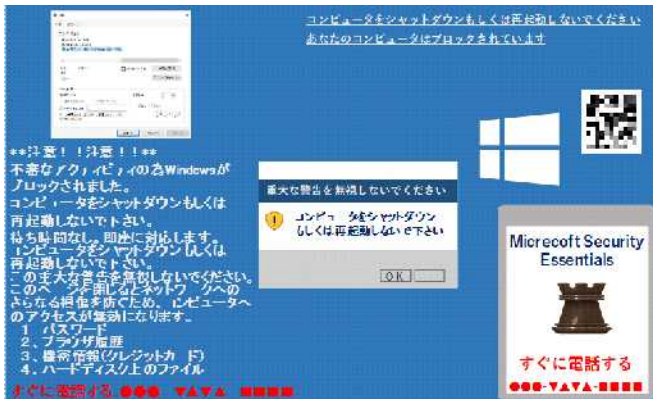 コンピュータをシャットダウンもしくは再起動しないでください
あなたのコンピュータはブロックされています
**注意！！注意！！**
不審なアクティビティの為Windowsが
ブロックされました。
コンピュータをシャットダウンもしくは
再起動しないで下さい。
待ち時間なし。即座に対応します。
コンピュータをシャットダウンもしくは
再起動しないで下さい。
この重大な警告を無視しないでください。
このページを閉じるとネットワークへの
さらなる損傷を防ぐため、コンピュータへ
のアクセスが無効になります。
1. パスワード
2. ブラウザ履歴
3. 機密情報(クレジットカード)
4. ハードディスク上のファイル
すぐに電話する ●●●-▼▲▼▲-■■■■
重大な警告を無視しないでください
コンピュータをシャットダウン
もしくは再起動しないで下さい
OK
Micrecoft Security
Essentials
すぐに電話する
●●●-▼▲▼▲-■■■■